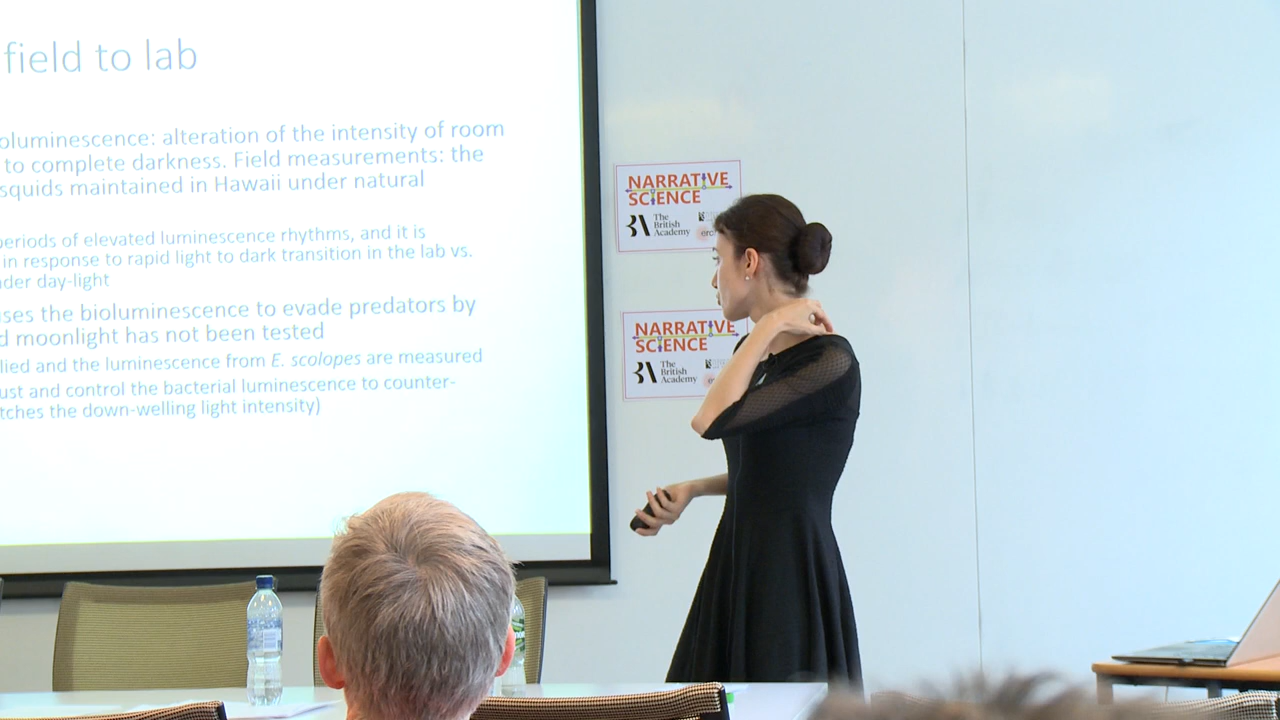 field to lab
oluminescence: alteration of the intensity of room
to complete darkness. Field measurements: the
squids maintained in Hawaii under natural
periods of elevated luminescence rhythms, and it is
in response to rapid light to dark transition in the lab vs.
nder day-light
ases the bioluminescence to evade predators by
d moonlight has not been tested
lied and the luminescence from E. scolopes are measured
ust and control the bacterial luminescence to counter-
tches the down-welling light intensity)
NARRATIVE
SCIENCE
The
British
Academy
erc
NARRATIVE
SCIENCE
The
British
Academy